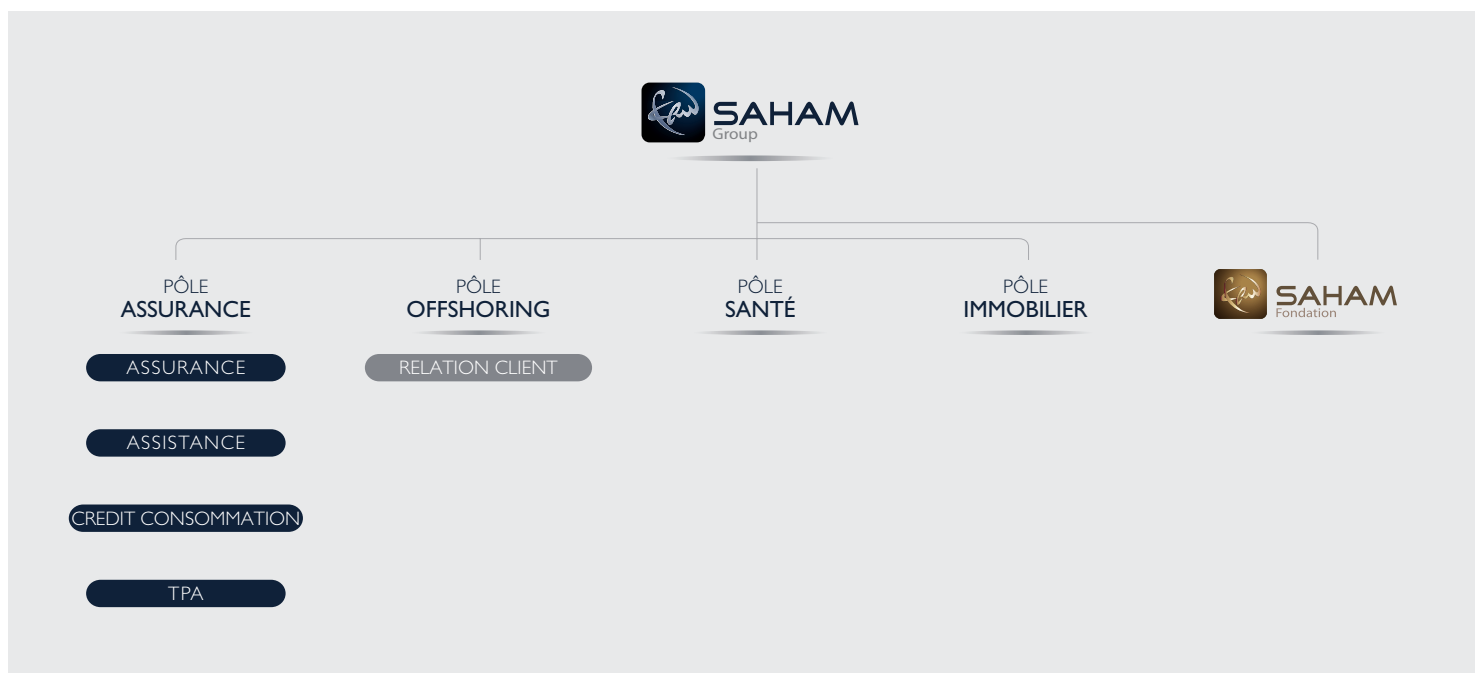 SAHAM
Group
PÔLE
ASSURANCE
PÔLE
OFFSHORING
PÔLE
SANTÉ
PÔLE
IMMOBILIER
SAHAM
Fondation
ASSURANCE
RELATION CLIENT
ASSISTANCE
CREDIT CONSOMMATION
TPA